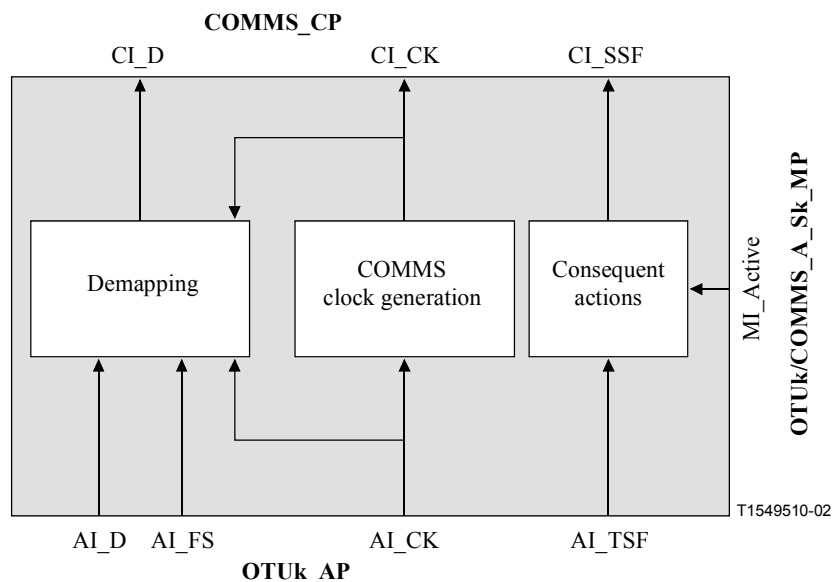 COMMS_CP
CI_D
CI_CK
CI_SSF
Demapping
COMMS
clock generation
Consequent
actions
MI_Active
OTUk/COMMS_A_Sk_MP
T1549510-02
AI_D
AI_FS
AI_CK
AI_TSF
OTUk_AP